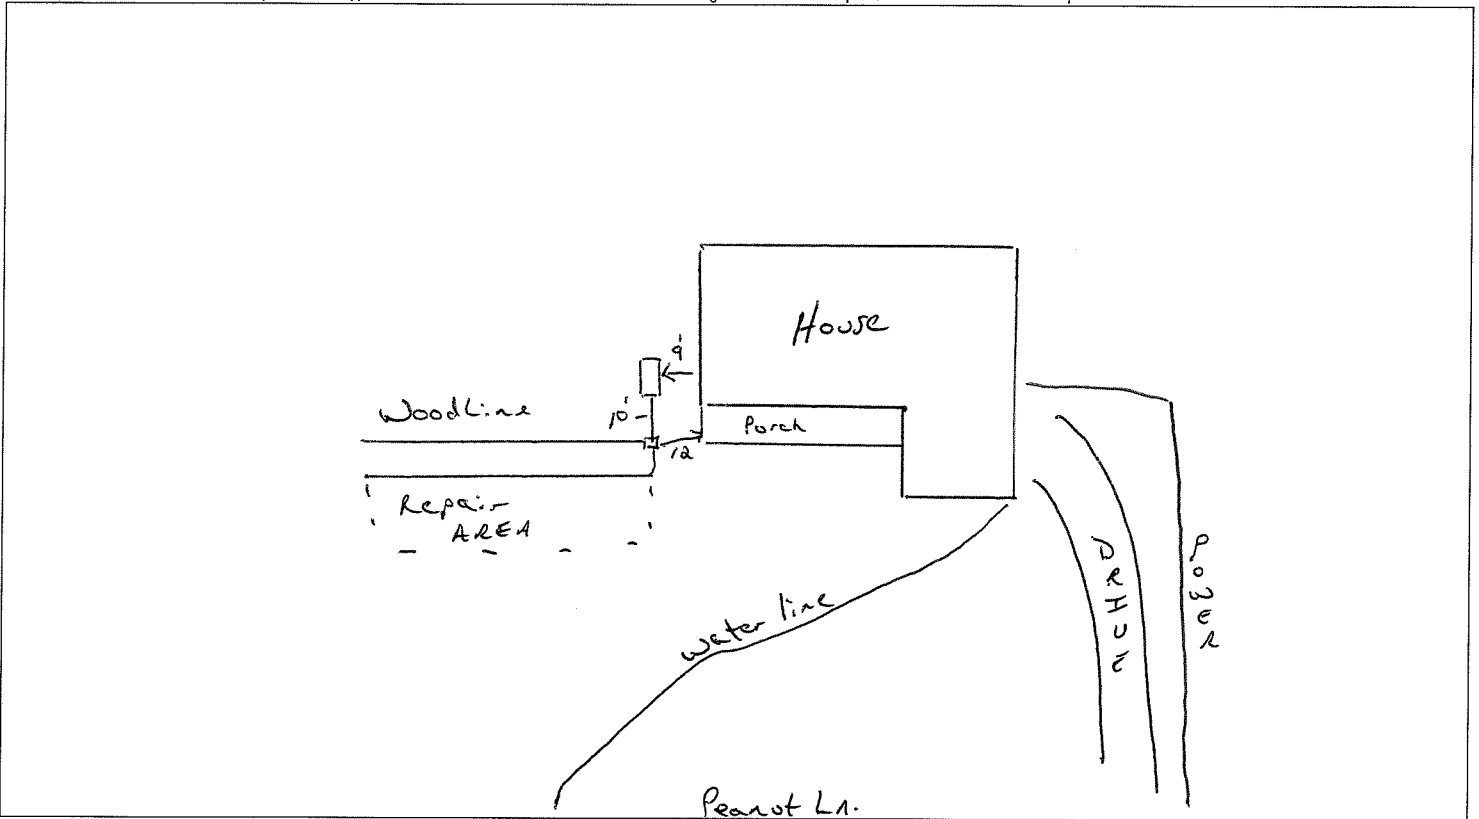 House
9'
WoodLine
10'
Porch
12
Repair
AREA
DRIVE
POWER
water line
Peanut Ln.